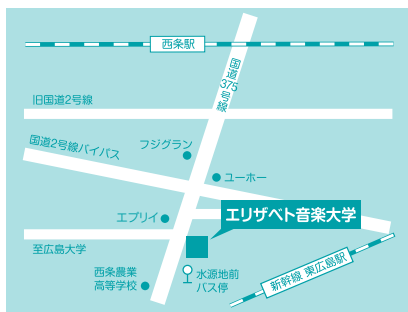 西条駅
国道375号線
旧国道2号線
国道2号線バイパス
フジグラン
ユーホー
エブリイ
エリザベト音楽大学
至広島大学
西条農業
高等学校
水源地前
バス停
新幹線 東広島駅